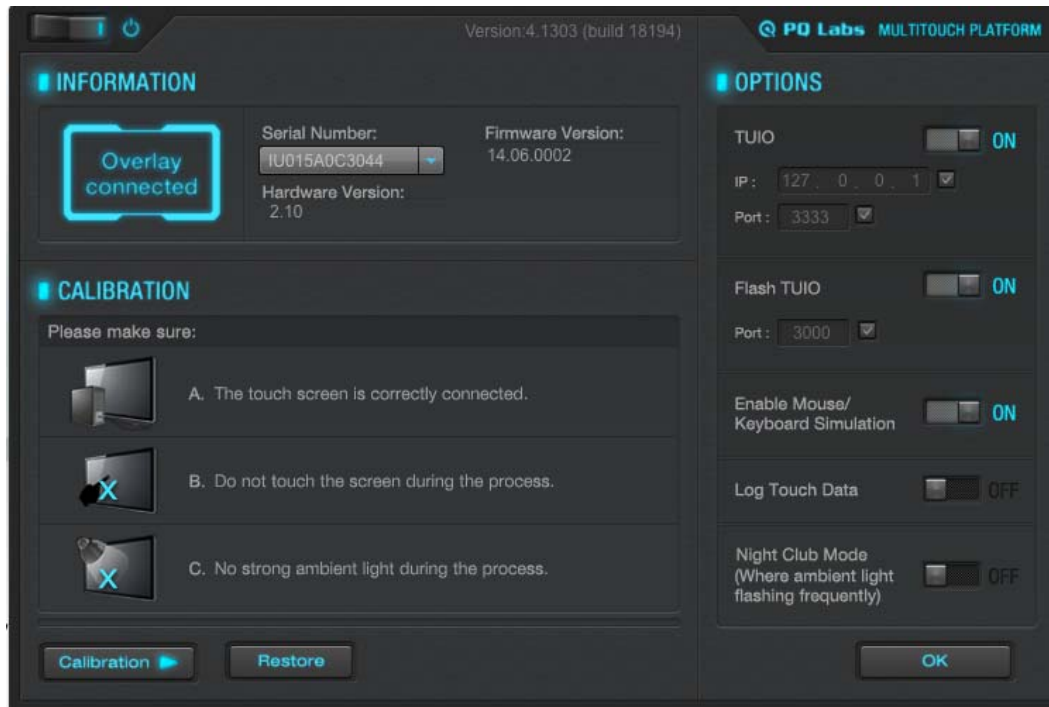 Version:4.1303 (build 18194)
PQ Labs MULTITOUCH PLATFORM
INFORMATION
Overlay
connected
Serial Number:
IU015A0C3044
Hardware Version:
2.10
Firmware Version:
14.06.0002
CALIBRATION
Please make sure:
A. The touch screen is correctly connected.
B. Do not touch the screen during the process.
C. No strong ambient light during the process.
Calibration
Restore
OPTIONS
TUIO
ON
IP: 127 . 0 . 0 . 1
Port: 3333
Flash TUIO
ON
Port: 3000
Enable Mouse/
Keyboard Simulation
ON
Log Touch Data
OFF
Night Club Mode
(Where ambient light
flashing frequently)
OFF
OK